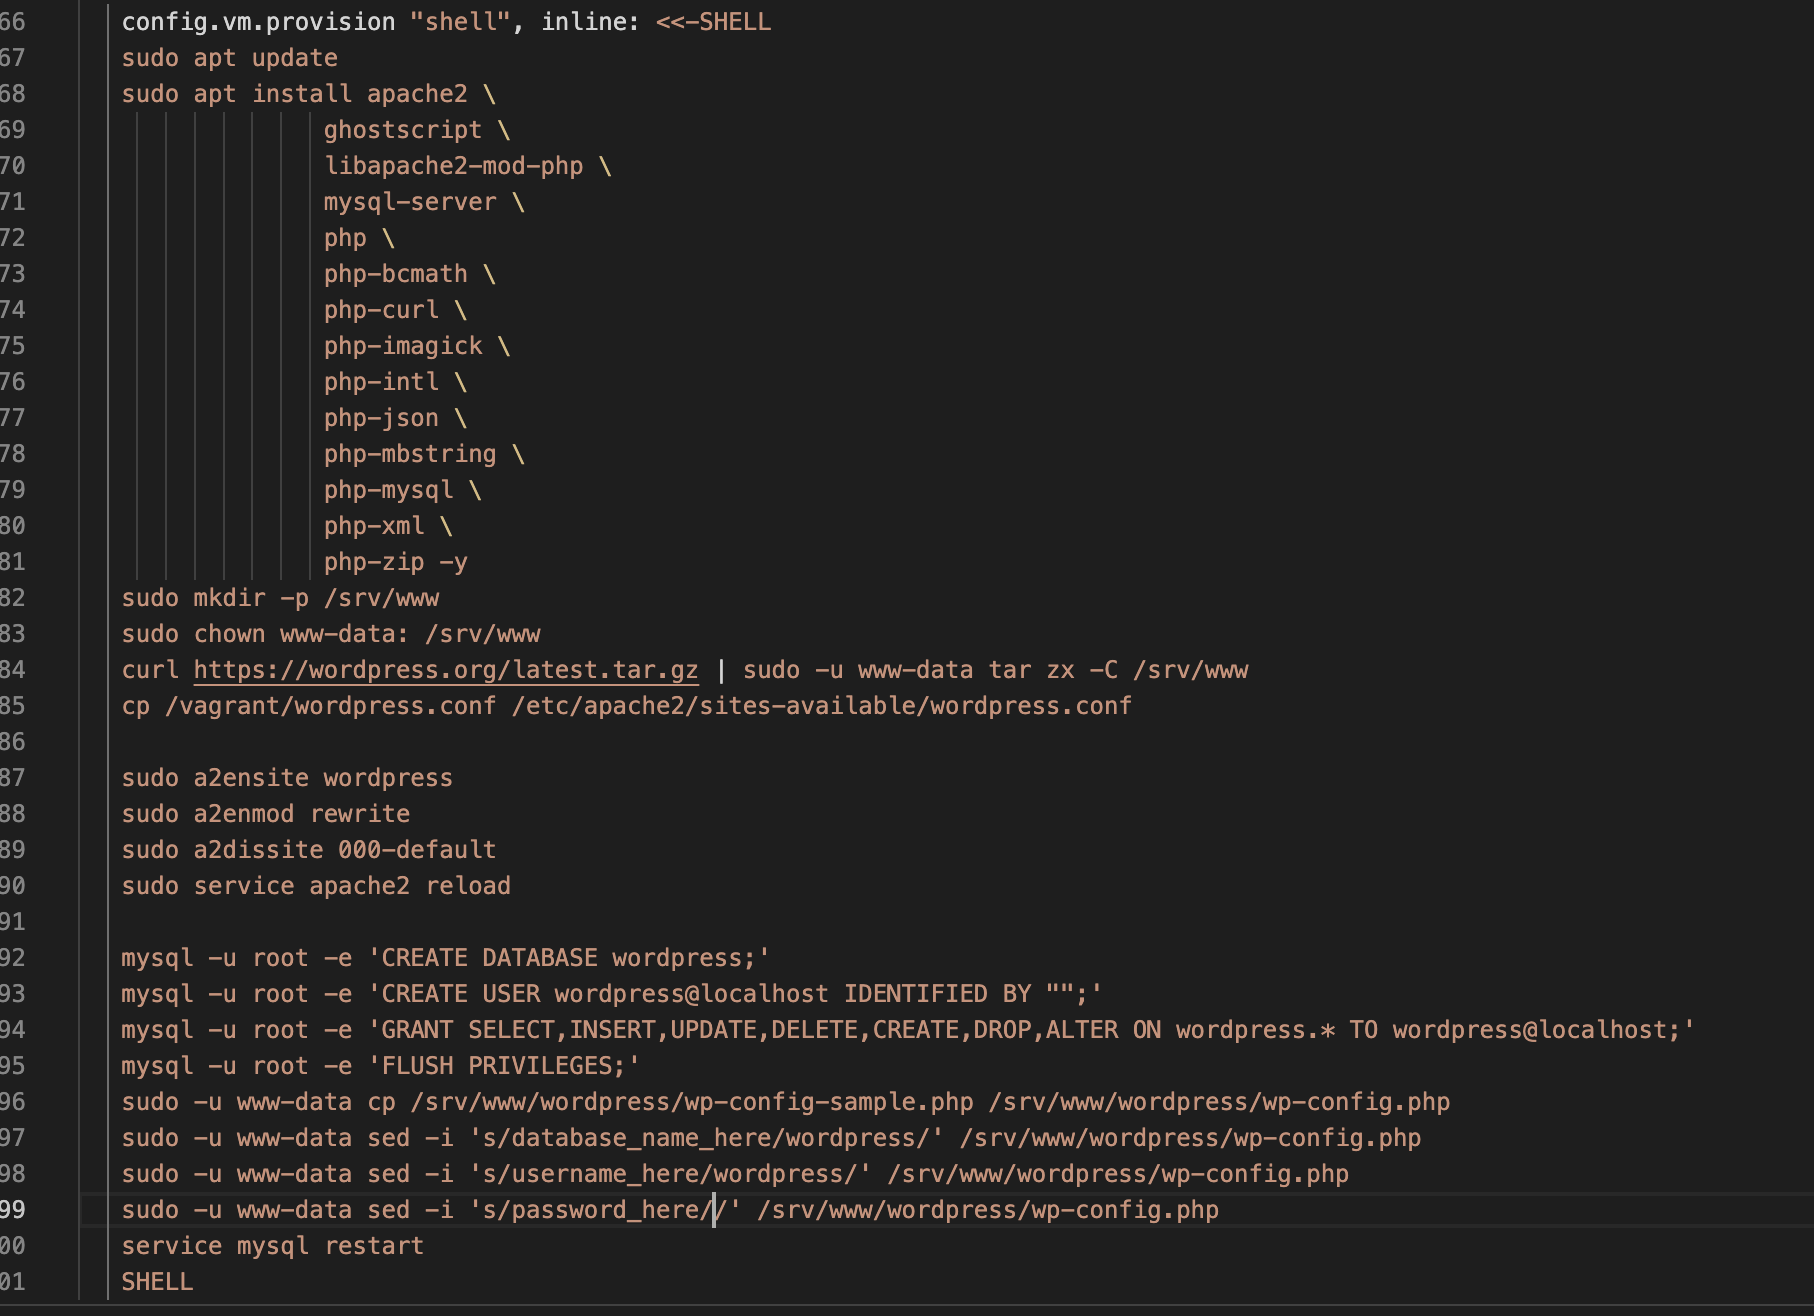 66 config.vm.provision "shell", inline: <<-SHELL
67 sudo apt update
68 sudo apt install apache2 \
69 ghostscript \
70 libapache2-mod-php \
71 mysql-server \
72 php \
73 php-bcmath \
74 php-curl \
75 php-imagick \
76 php-intl \
77 php-json \
78 php-mbstring \
79 php-mysql \
80 php-xml \
81 php-zip -y
82 sudo mkdir -p /srv/www
83 sudo chown www-data: /srv/www
84 curl https://wordpress.org/latest.tar.gz | sudo -u www-data tar zx -C /srv/www
85 cp /vagrant/wordpress.conf /etc/apache2/sites-available/wordpress.conf
86
87 sudo a2ensite wordpress
88 sudo a2enmod rewrite
89 sudo a2dissite 000-default
90 sudo service apache2 reload
91
92 mysql -u root -e 'CREATE DATABASE wordpress;'
93 mysql -u root -e 'CREATE USER wordpress@localhost IDENTIFIED BY "";'
94 mysql -u root -e 'GRANT SELECT,INSERT,UPDATE,DELETE,CREATE,DROP,ALTER ON wordpress.* TO wordpress@localhost;'
95 mysql -u root -e 'FLUSH PRIVILEGES;'
96 sudo -u www-data cp /srv/www/wordpress/wp-config-sample.php /srv/www/wordpress/wp-config.php
97 sudo -u www-data sed -i 's/database_name_here/wordpress/' /srv/www/wordpress/wp-config.php
98 sudo -u www-data sed -i 's/username_here/wordpress/' /srv/www/wordpress/wp-config.php
99 sudo -u www-data sed -i 's/password_here//' /srv/www/wordpress/wp-config.php
00 service mysql restart
01 SHELL